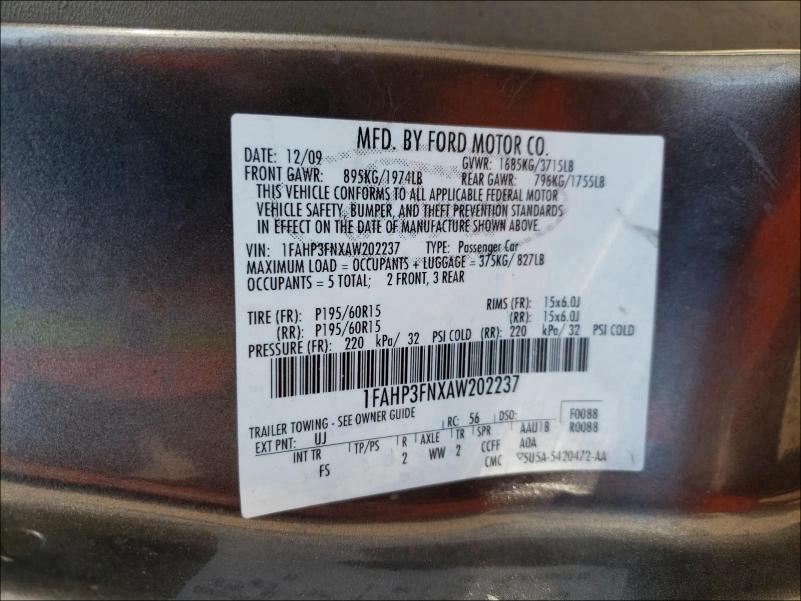 MFD. BY FORD MOTOR CO.
DATE: 12/09 GVWR: 1685KG/3715LB
FRONT GAWR: 895KG/1974LB REAR GAWR: 796KG/1755LB
THIS VEHICLE CONFORMS TO ALL APPLICABLE FEDERAL MOTOR
VEHICLE SAFETY, BUMPER, AND THEFT PREVENTION STANDARDS
IN EFFECT ON THE DATE OF MANUFACTURE SHOWN ABOVE.
VIN: 1FAHP3FNXAW202237 TYPE: Passenger Car
MAXIMUM LOAD = OCCUPANTS + LUGGAGE = 375KG/ 827LB
OCCUPANTS = 5 TOTAL; 2 FRONT, 3 REAR
TIRE (FR): P195/60R15 RIMS (FR): 15x6.0J
(RR): P195/60R15 (RR): 15x6.0J
PRESSURE (FR): 220 kPa/ 32 PSI COLD (RR): 220 kPa/ 32 PSI COLD
1FAHP3FNXAW202237
TRAILER TOWING - SEE OWNER GUIDE RC: 56 DSO: F0088
EXT PNT: UJ R0088
INT TR TP/PS R AXLE TR SPR AAU1B
FS 2 WW 2 CCFF AOA
CMC 5U5A-5420472-AA